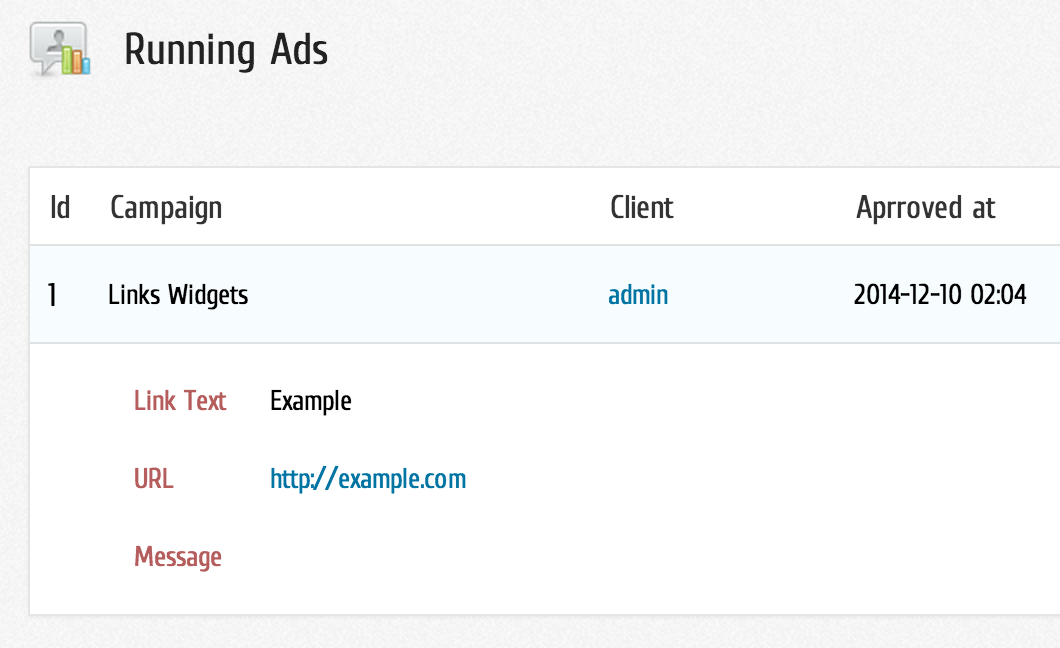 Running Ads
Id Campaign Client Aprroved at
1 Links Widgets admin 2014-12-10 02:04
Link Text Example
URL http://example.com
Message